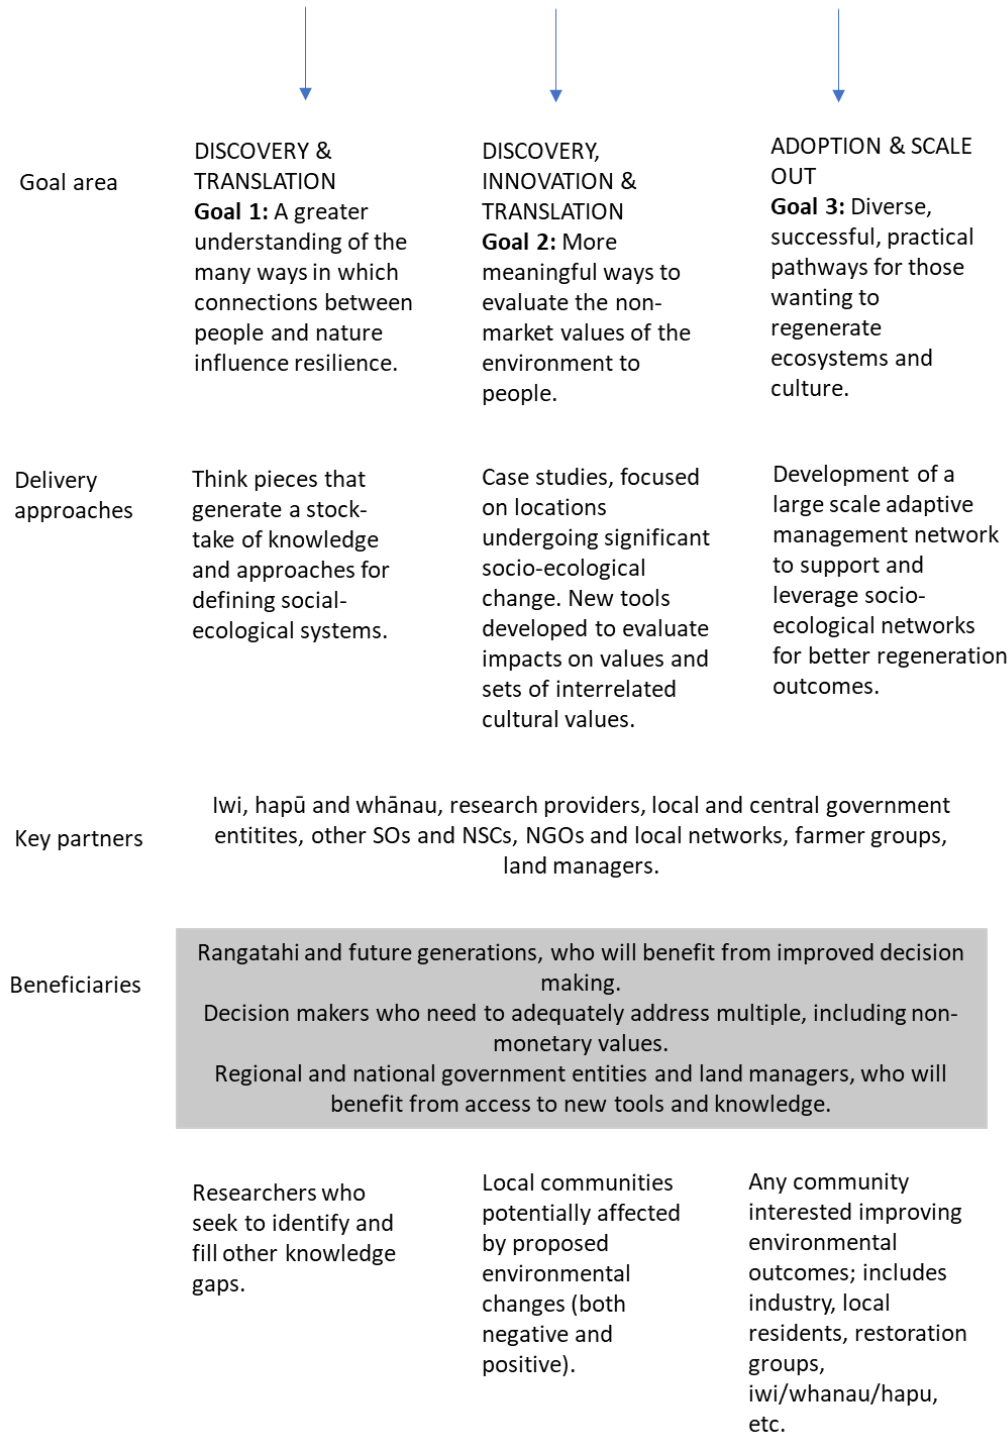 Goal area
DISCOVERY &
TRANSLATION
Goal 1: A greater
understanding of the
many ways in which
connections between
people and nature
influence resilience.
DISCOVERY,
INNOVATION &
TRANSLATION
Goal 2: More
meaningful ways to
evaluate the non-
market values of the
environment to
people.
ADOPTION & SCALE
OUT
Goal 3: Diverse,
successful, practical
pathways for those
wanting to
regenerate
ecosystems and
culture.
Delivery
approaches
Think pieces that
generate a stock-
take of knowledge
and approaches for
defining social-
ecological systems.
Case studies, focused
on locations
undergoing significant
socio-ecological
change. New tools
developed to evaluate
impacts on values and
sets of interrelated
cultural values.
Development of a
large scale adaptive
management network
to support and
leverage socio-
ecological networks
for better regeneration
outcomes.
Key partners
Iwi, hapū and whānau, research providers, local and central government
entitites, other SOs and NSCs, NGOs and local networks, farmer groups,
land managers.
Beneficiaries
Rangatahi and future generations, who will benefit from improved decision
making.
Decision makers who need to adequately address multiple, including non-
monetary values.
Regional and national government entities and land managers, who will
benefit from access to new tools and knowledge.
Researchers who
seek to identify and
fill other knowledge
gaps.
Local communities
potentially affected
by proposed
environmental
changes (both
negative and
positive).
Any community
interested improving
environmental
outcomes; includes
industry, local
residents, restoration
groups,
iwi/whanau/hapu,
etc.